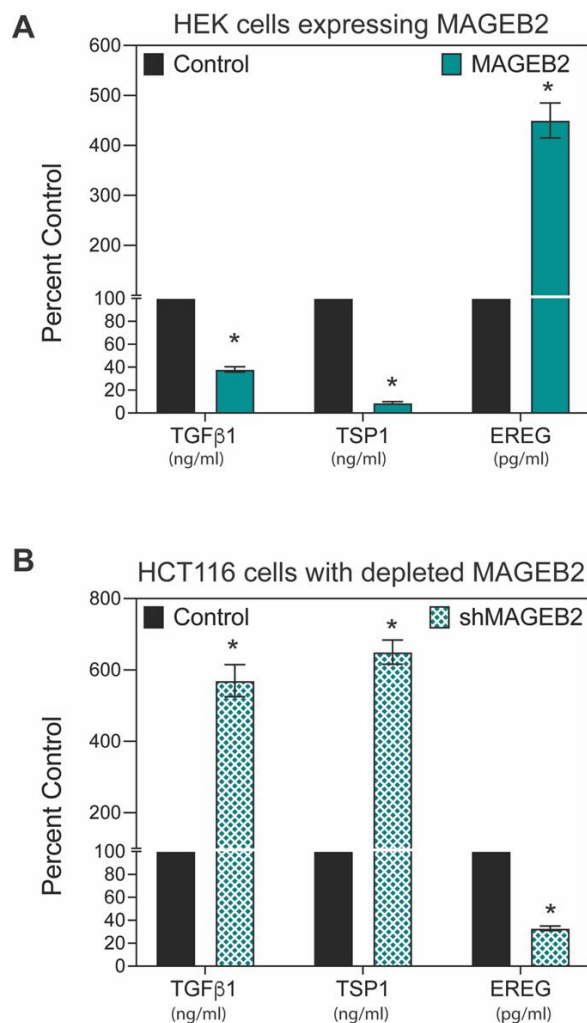 A
HEK cells expressing MAGEB2
Control
MAGEB2
Percent Control
600
500
400
300
200
100
80
60
40
20
0
*
*
*
TGFβ1
(ng/ml)
TSP1
(ng/ml)
EREG
(pg/ml)
B
HCT116 cells with depleted MAGEB2
Control
shMAGEB2
Percent Control
800
600
400
200
100
80
60
40
20
0
*
*
*
TGFβ1
(ng/ml)
TSP1
(ng/ml)
EREG
(pg/ml)